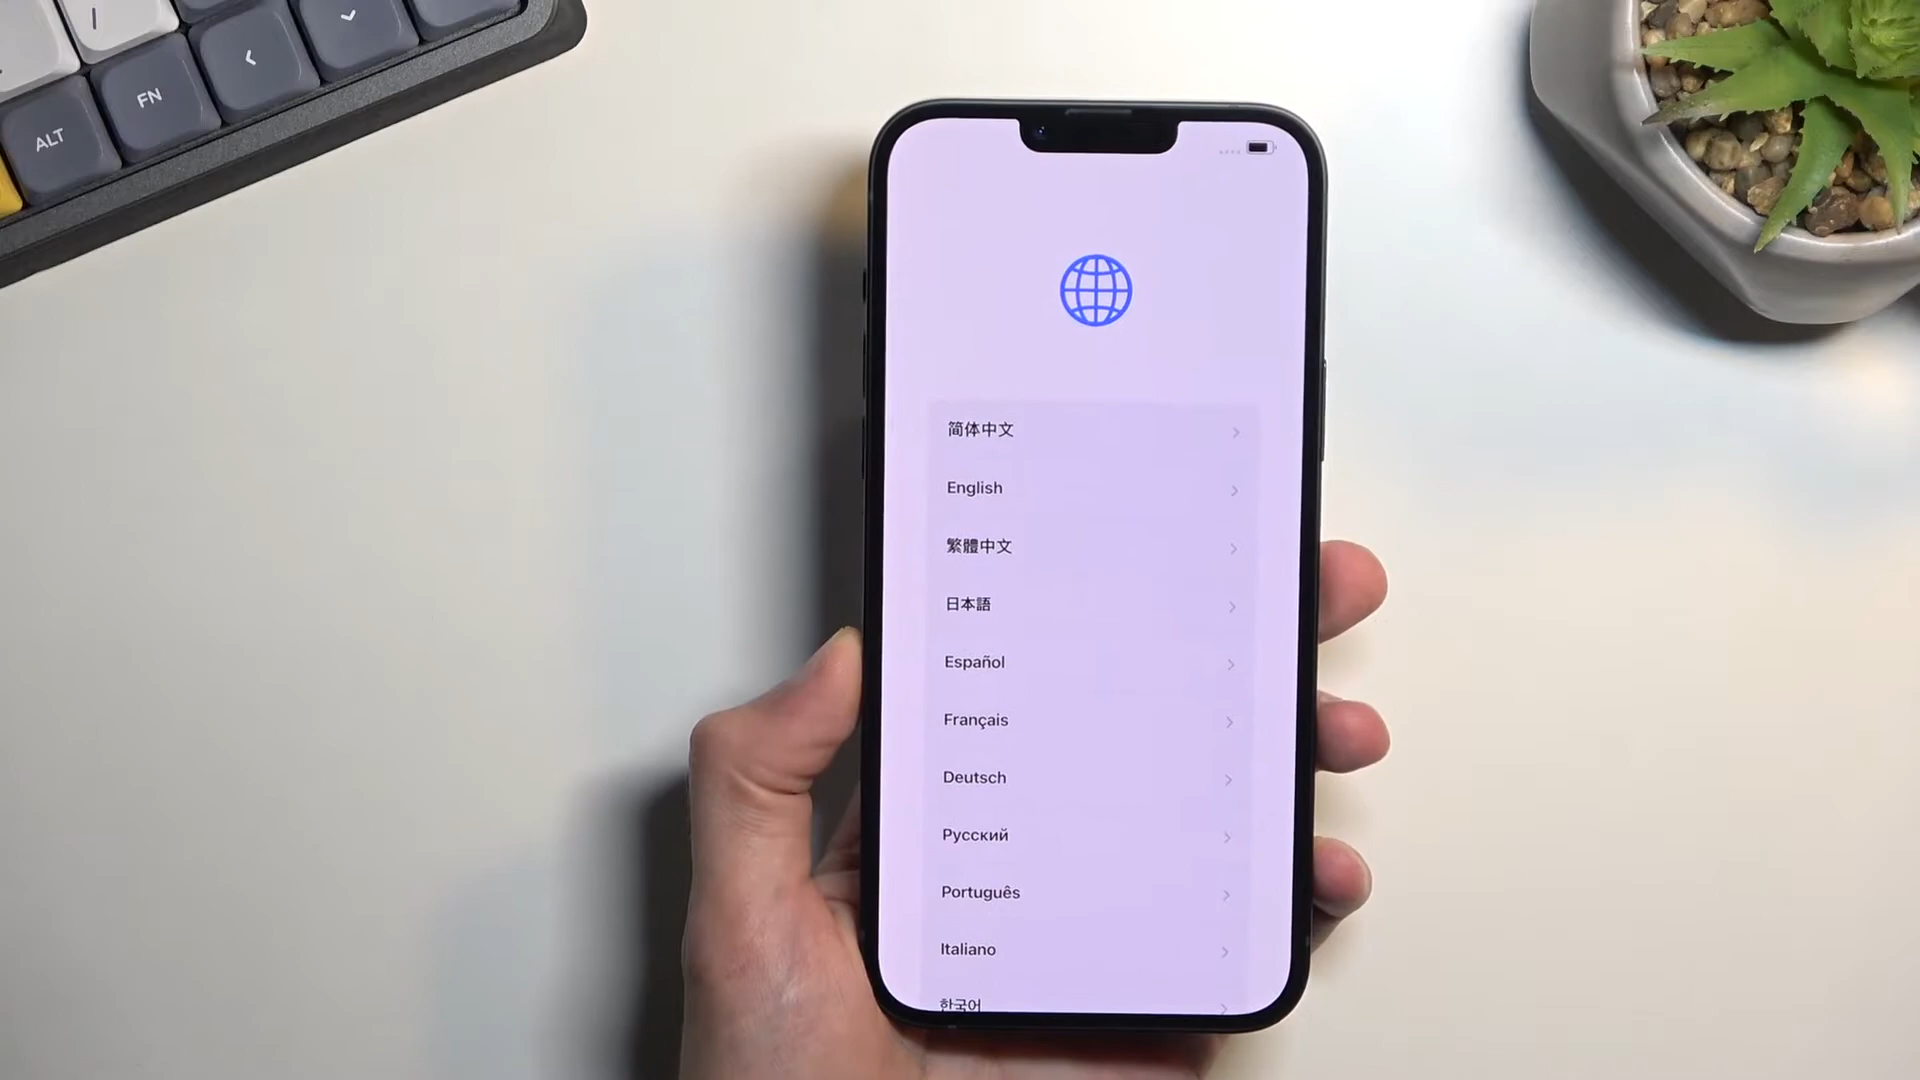 /
FN
ALT
简体中文
English
繁體中文
日本語
Español
Français
Deutsch
Русский
Português
Italiano
한국어